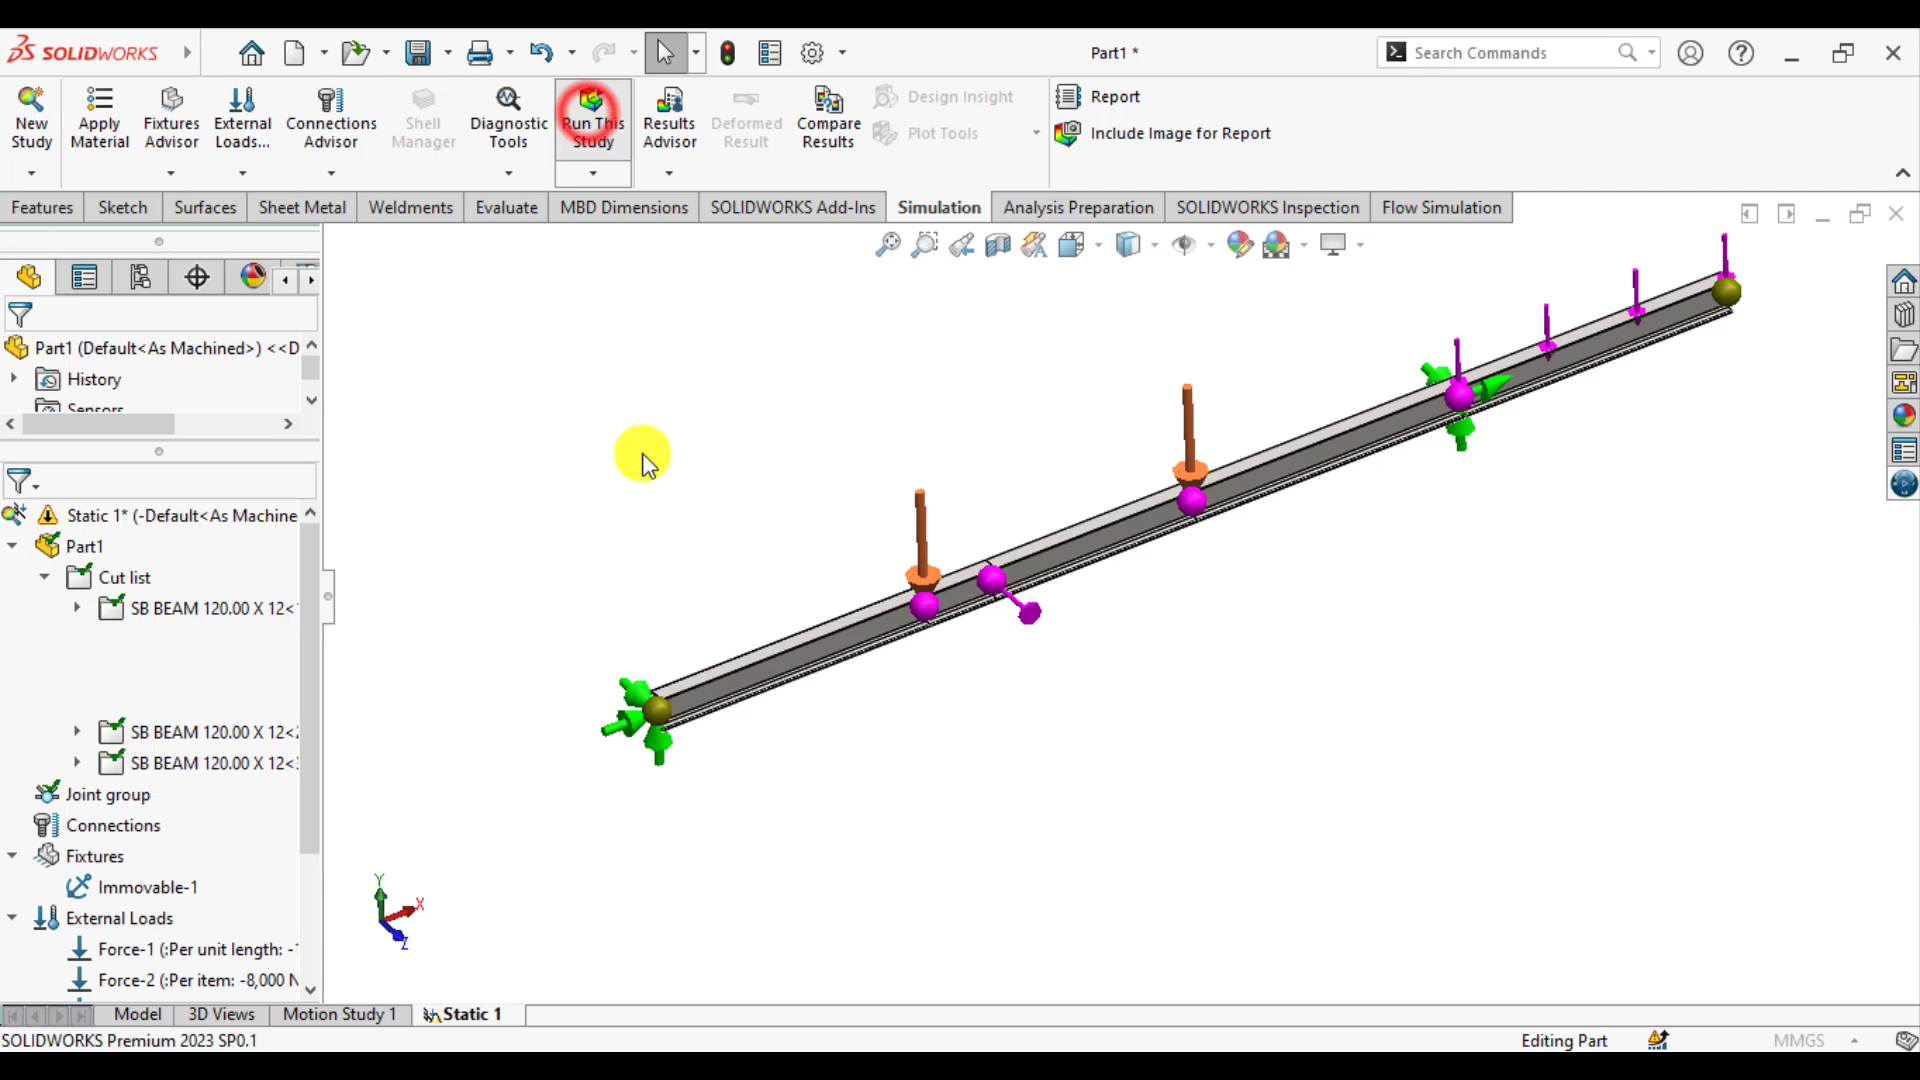 SOLIDWORKS
Part1 *
Search Commands
New Study
Apply Material
Fixtures Advisor
External Loads...
Connections Advisor
Shell Manager
Diagnostic Tools
Run This Study
Results Advisor
Deformed Result
Compare Results
Design Insight
Plot Tools
Report
Include Image for Report
Features
Sketch
Surfaces
Sheet Metal
Weldments
Evaluate
MBD Dimensions
SOLIDWORKS Add-Ins
Simulation
Analysis Preparation
SOLIDWORKS Inspection
Flow Simulation
Part1 (Default<As Machined>) <<D
History
Sensors
Static 1* (-Default<As Machine
Part1
Cut list
SB BEAM 120.00 X 12<
SB BEAM 120.00 X 12<2
SB BEAM 120.00 X 12<3
Joint group
Connections
Fixtures
Immovable-1
External Loads
Force-1 (:Per unit length: -1
Force-2 (:Per item: -8,000 N
Y
X
Z
Model
3D Views
Motion Study 1
Static 1
SOLIDWORKS Premium 2023 SP0.1
Editing Part
MMGS